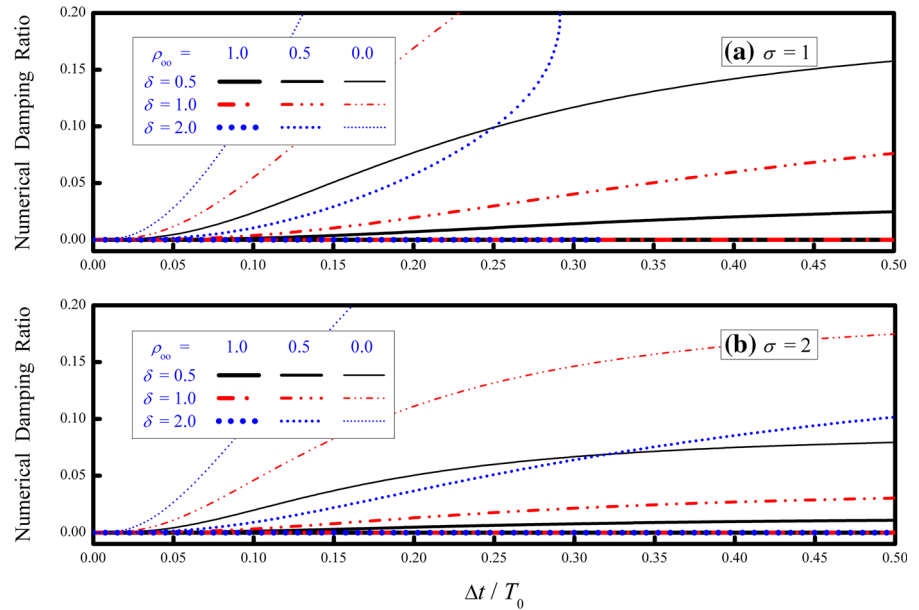 0.20
0.15
0.10
0.05
0.00
Numerical Damping Ratio
ρ∞ = 1.0 0.5 0.0
δ = 0.5
δ = 1.0
δ = 2.0
(a) σ = 1
0.00 0.05 0.10 0.15 0.20 0.25 0.30 0.35 0.40 0.45 0.50
0.20
0.15
0.10
0.05
0.00
Numerical Damping Ratio
ρ∞ = 1.0 0.5 0.0
δ = 0.5
δ = 1.0
δ = 2.0
(b) σ = 2
0.00 0.05 0.10 0.15 0.20 0.25 0.30 0.35 0.40 0.45 0.50
Δt / T₀